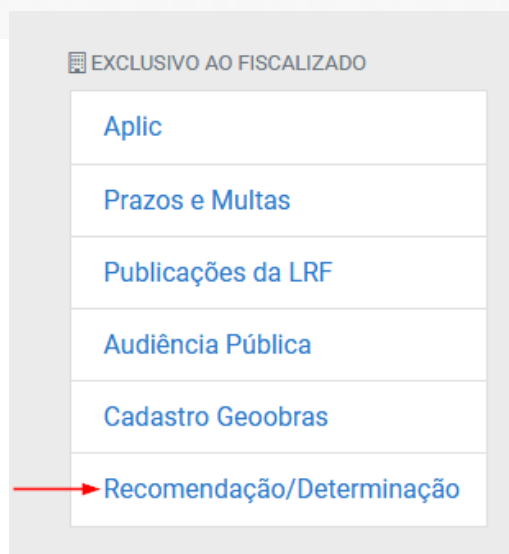 EXCLUSIVO AO FISCALIZADO
Aplic
Prazos e Multas
Publicações da LRF
Audiência Pública
Cadastro Geoobras
Recomendação/Determinação